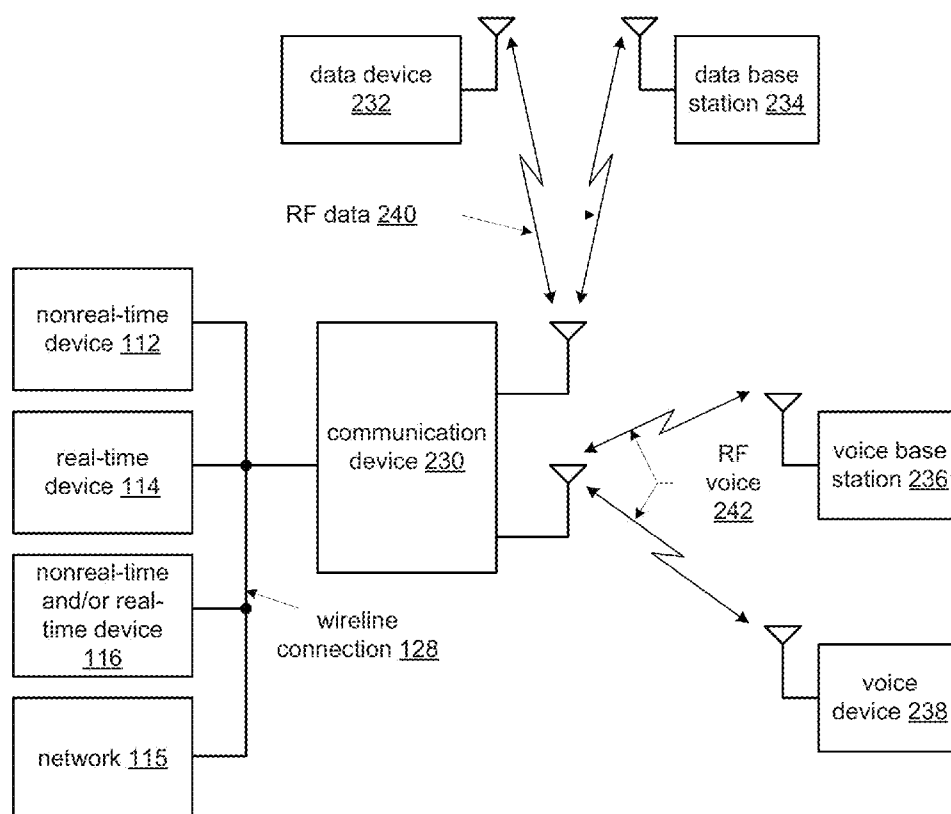 data device
232
data base
station 234
RF data 240
nonreal-time
device 112
real-time
device 114
nonreal-time
and/or real-
time device
116
network 115
wireline
connection 128
communication
device 230
RF
voice
242
voice base
station 236
voice
device 238